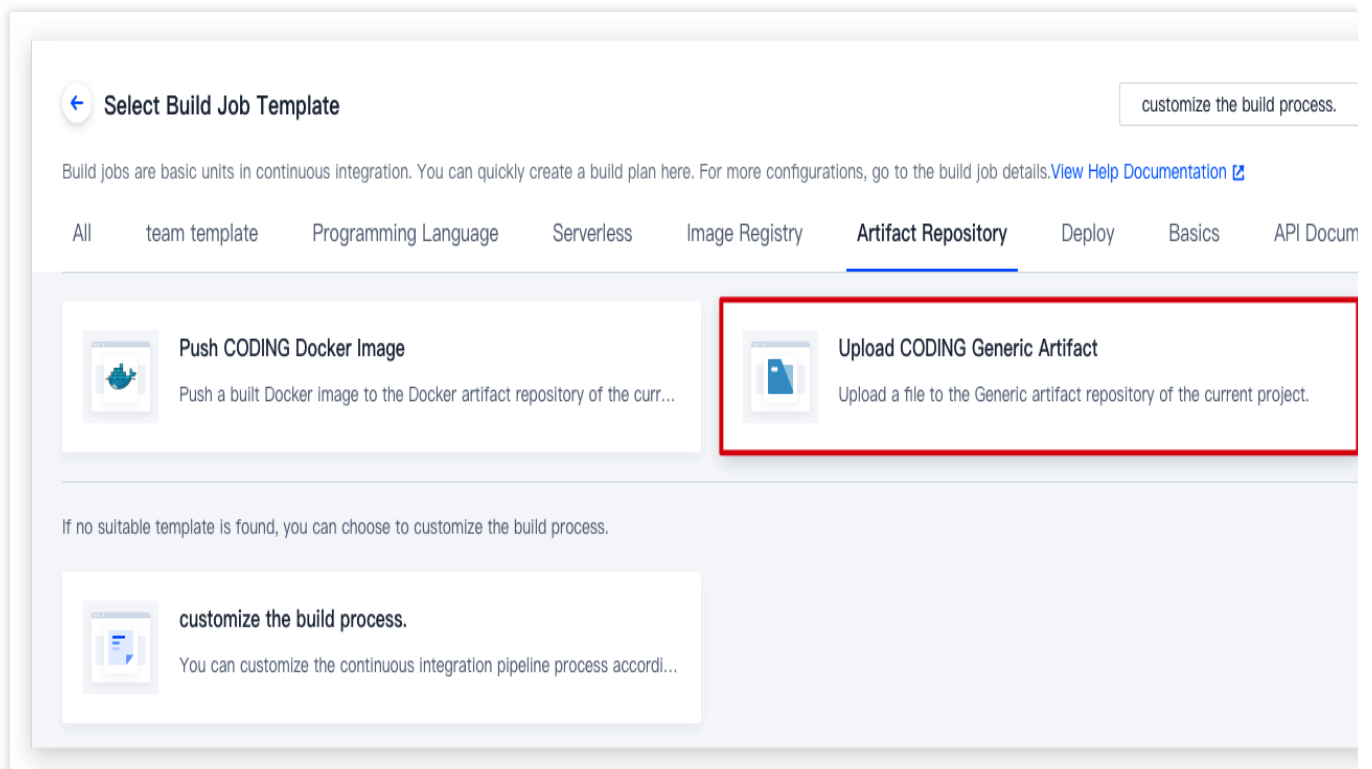 Select Build Job Template
customize the build process.
Build jobs are basic units in continuous integration. You can quickly create a build plan here. For more configurations, go to the build job details.View Help Documentation
All team template Programming Language Serverless Image Registry Artifact Repository Deploy Basics API Docum
Push CODING Docker Image
Push a built Docker image to the Docker artifact repository of the curr...
Upload CODING Generic Artifact
Upload a file to the Generic artifact repository of the current project.
If no suitable template is found, you can choose to customize the build process.
customize the build process.
You can customize the continuous integration pipeline process accordi...